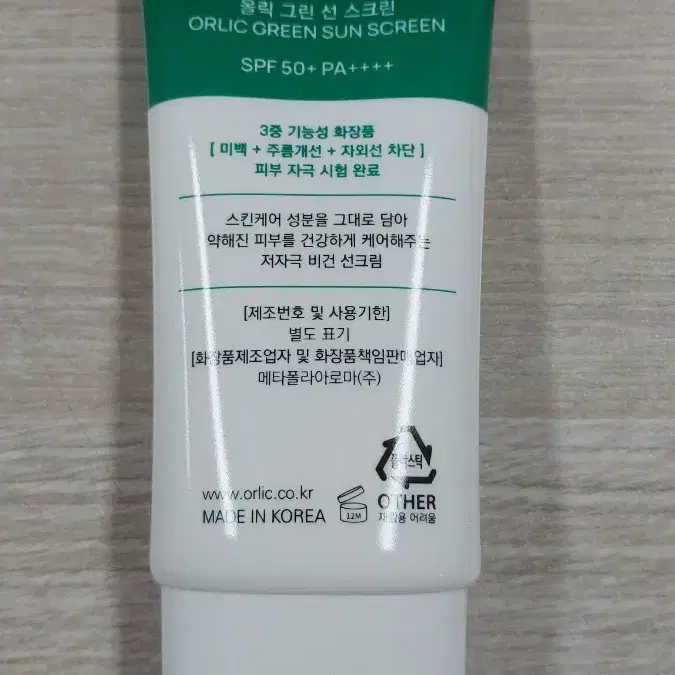 올릭 그린 선 스크린
ORLIC GREEN SUN SCREEN
SPF 50+ PA++++
3중 기능성 화장품
[ 미백 + 주름개선 + 자외선 차단 ]
피부 자극 시험 완료
스킨케어 성분을 그대로 담아
약해진 피부를 건강하게 케어해주는
저자극 비건 선크림
[제조번호 및 사용기한]
별도 표기
[화장품제조업자 및 화장품책임판매업자]
메타폴라아로마(주)
플라스틱
www.orlic.co.kr
12M
OTHER
MADE IN KOREA
재활용 어려움